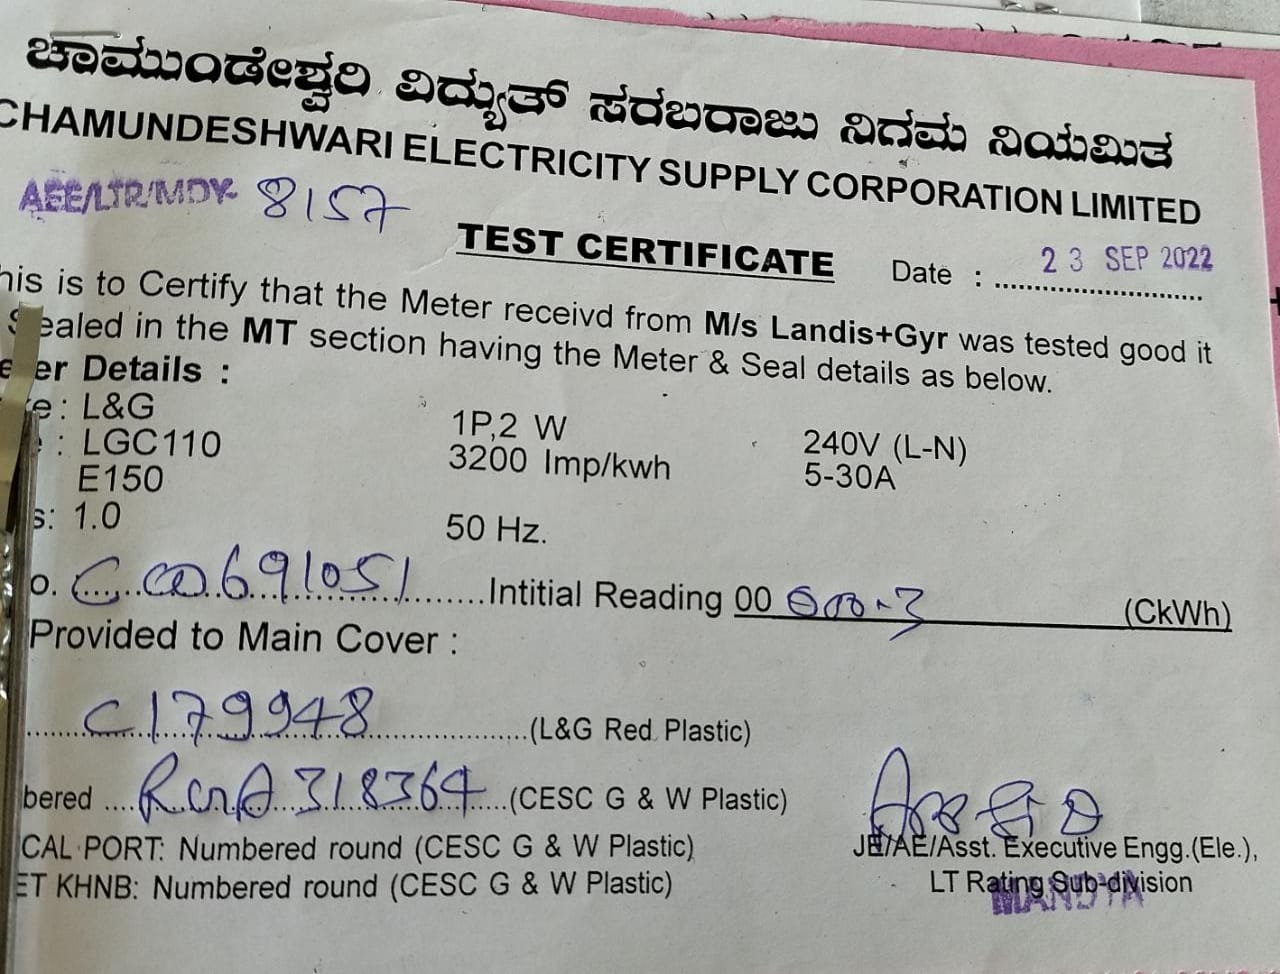 ಚಾಮುಂಡೇಶ್ವರಿ ವಿದ್ಯುತ್ ಸರಬರಾಜು ನಿಗಮ ನಿಯಮಿತ
CHAMUNDESHWARI ELECTRICITY SUPPLY CORPORATION LIMITED
AEE/LTR/MDY 8157
TEST CERTIFICATE Date : 23 SEP 2022
his is to Certify that the Meter receivd from M/s Landis+Gyr was tested good it
Sealed in the MT section having the Meter & Seal details as below.
er Details :
e : L&G 1P,2 W 240V (L-N)
: LGC110 3200 Imp/kwh 5-30A
E150
s: 1.0 50 Hz.
o. C00691051 Intitial Reading 00 (CkWh)
Provided to Main Cover :
C179948 (L&G Red Plastic)
bered 318364 (CESC G & W Plastic)
CAL PORT: Numbered round (CESC G & W Plastic) JE/AE/Asst. Executive Engg.(Ele.),
ET KHNB: Numbered round (CESC G & W Plastic) LT Rating Sub-division
MANDYA